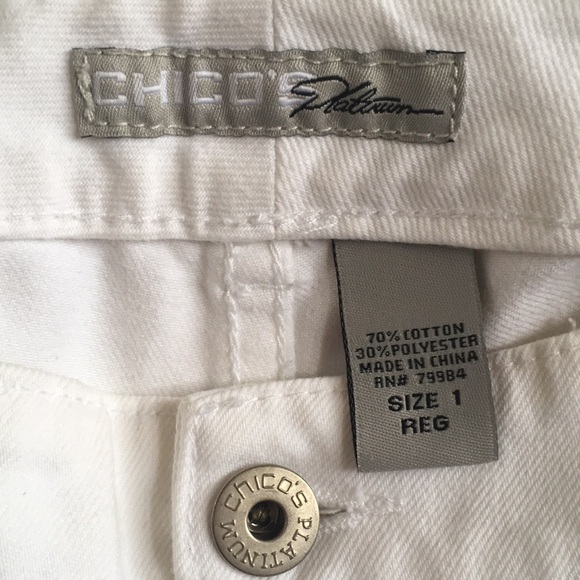 CHICO'S Platinum
70% COTTON
30% POLYESTER
MADE IN CHINA
RN# 79984
SIZE 1
REG
CHICO'S PLATINUM